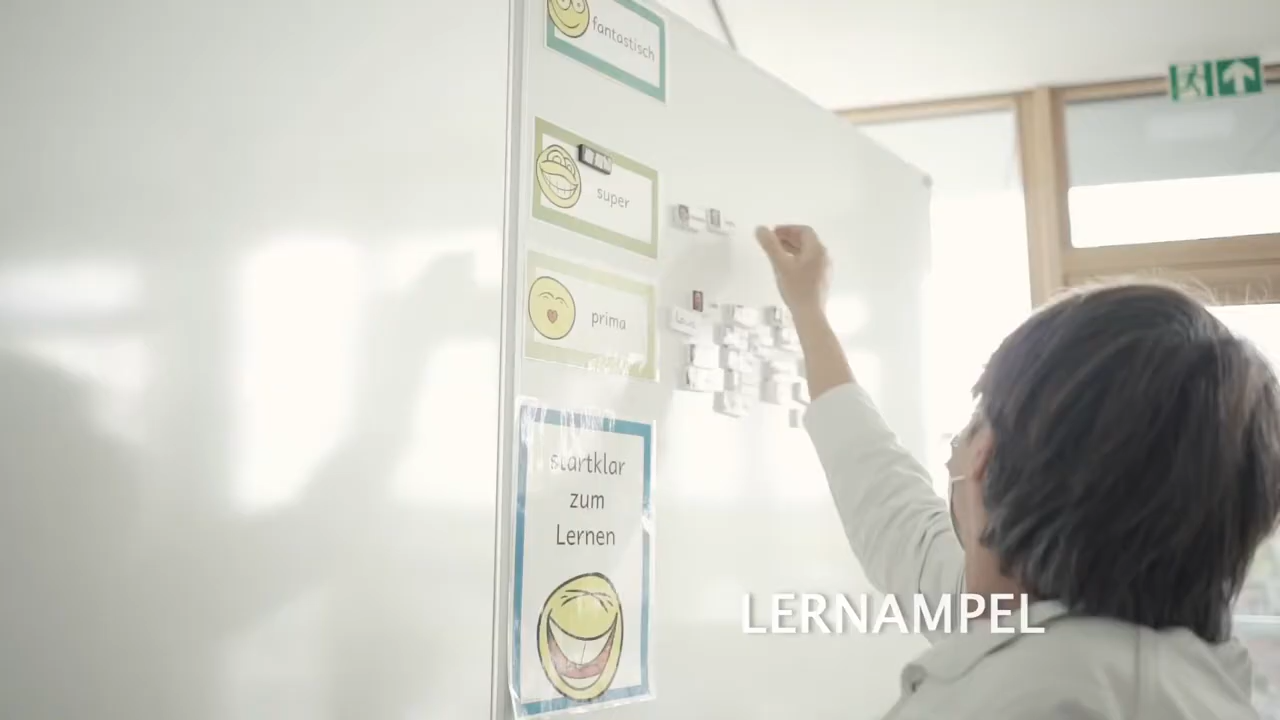 fantastisch
super
prima
startklar
zum
Lernen
LERNAMPEL